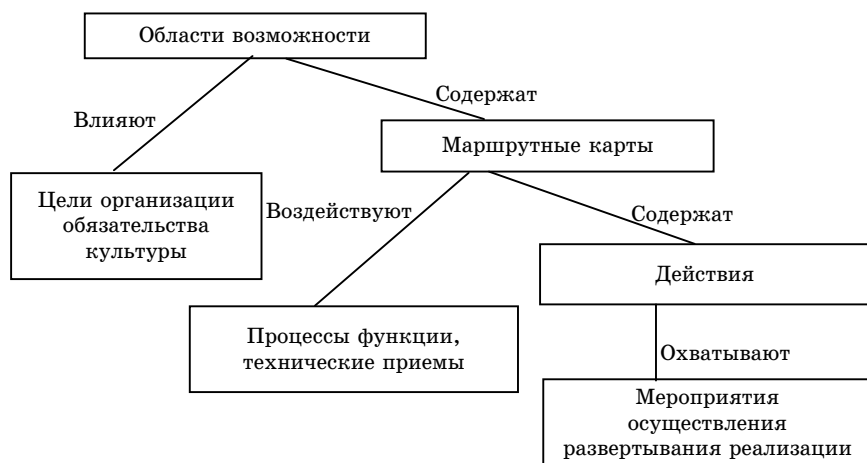 Области возможности
Влияют
Содержат
Маршрутные карты
Цели организации
обязательства
культуры
Воздействуют
Содержат
Действия
Процессы функции,
технические приемы
Охватывают
Мероприятия
осуществления
развертывания реализации